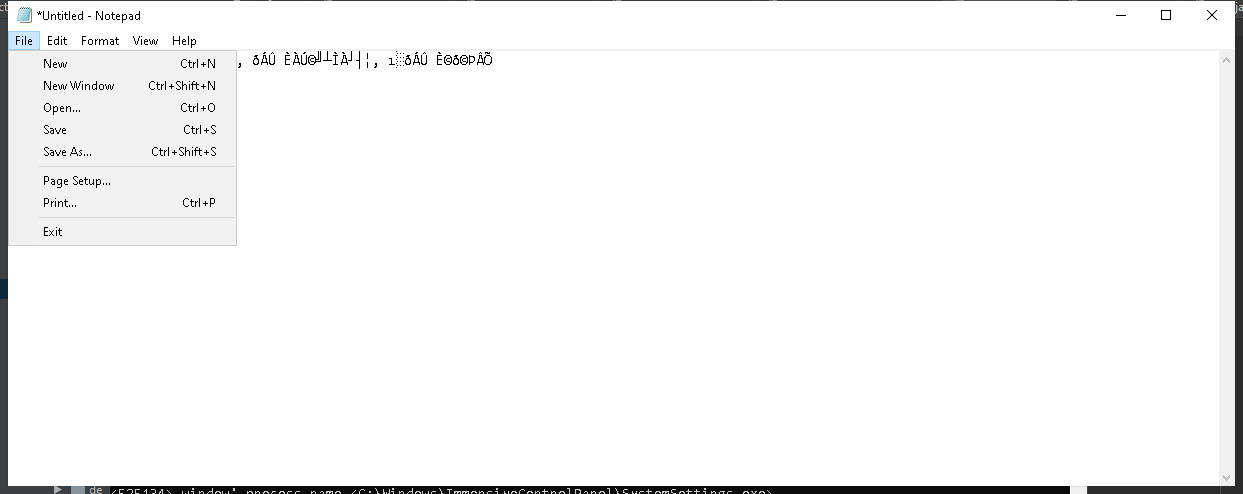 *Untitled - Notepad
File Edit Format View Help
, ðÁÛ ÈÀÚ©╝┴ÌÀ┘┤¦, ı░ðÁÛ È©ð©ÞÂÕ
New Ctrl+N
New Window Ctrl+Shift+N
Open... Ctrl+O
Save Ctrl+S
Save As... Ctrl+Shift+S
Page Setup...
Print... Ctrl+P
Exit
de <525134> window' process name <C:\Windows\ImmersiveControlPanel\SystemSettings.exe>